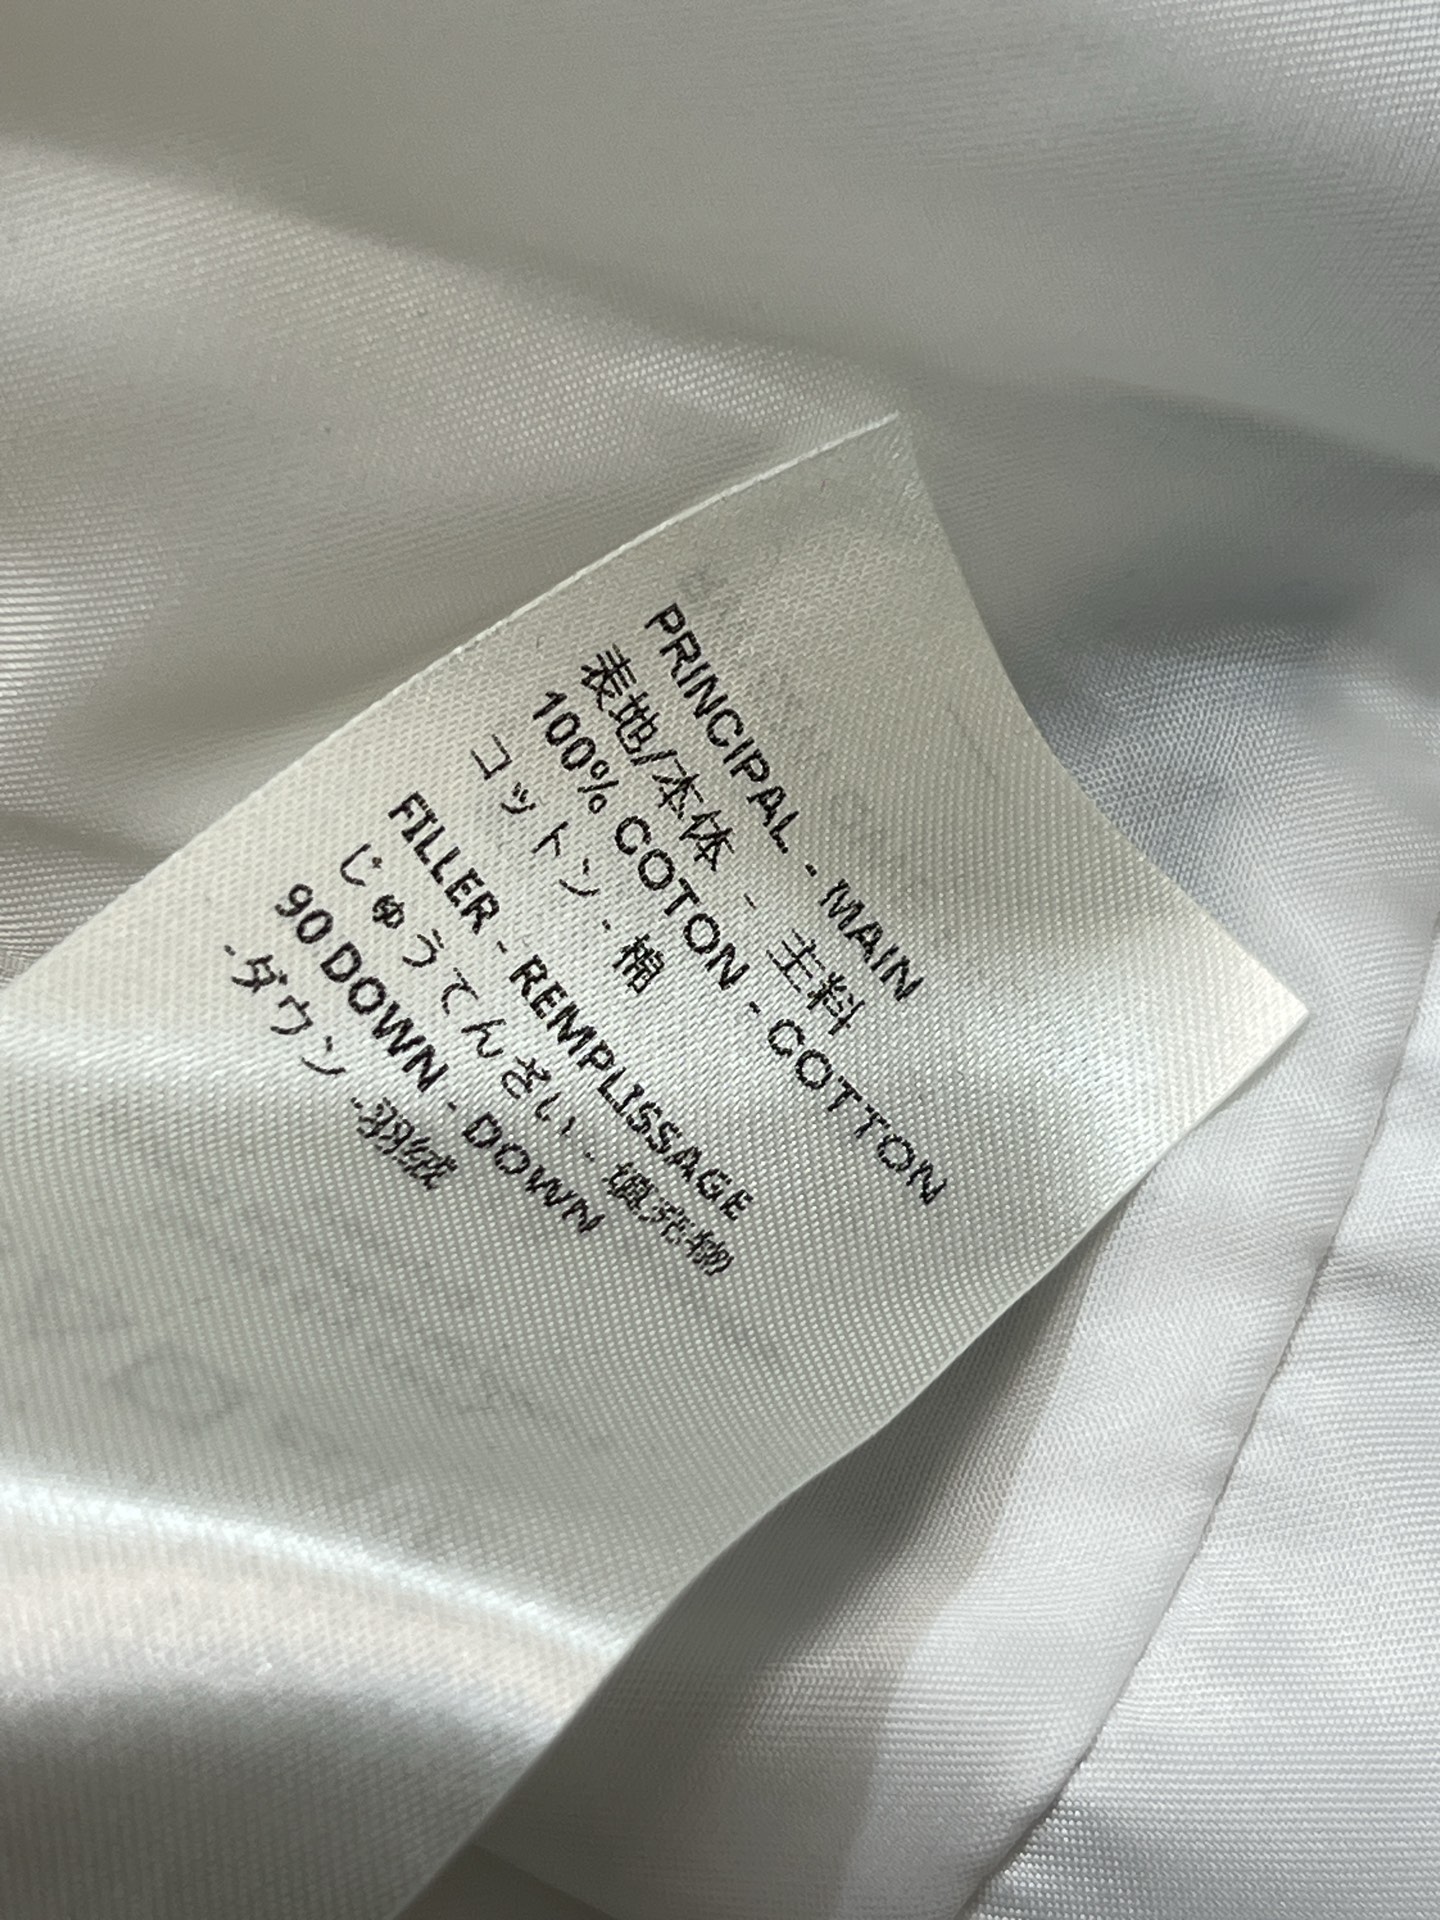 PRINCIPAL - MAIN
表地/本体 - 主料
100% COTON - COTTON
コットン - 棉
FILLER - REMPLISSAGE
じゅうてんざい - 填充物
90 DOWN - DOWN
-ダウン -羽绒